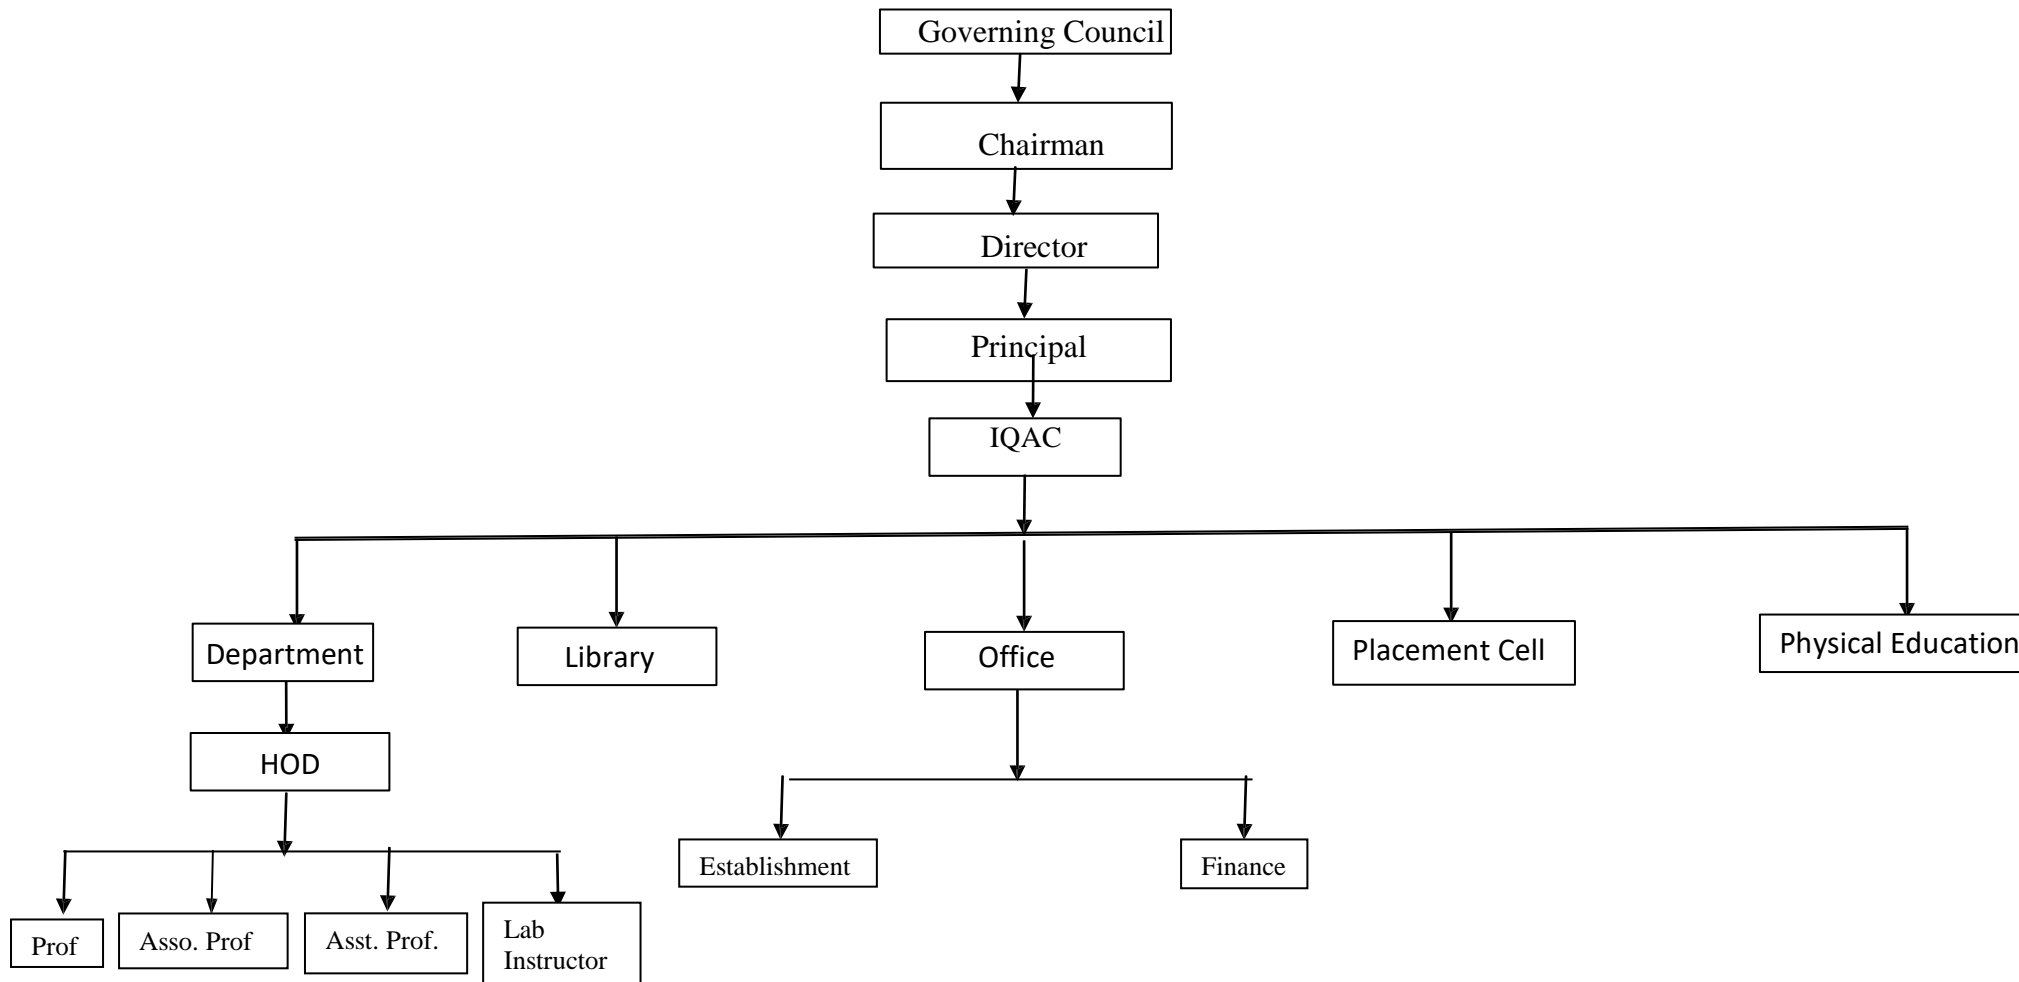 Governing Council
Chairman
Director
Principal
IQAC
Department
Library
Office
Placement Cell
Physical Education
HOD
Establishment
Finance
Prof
Asso. Prof
Asst. Prof.
Lab
Instructor